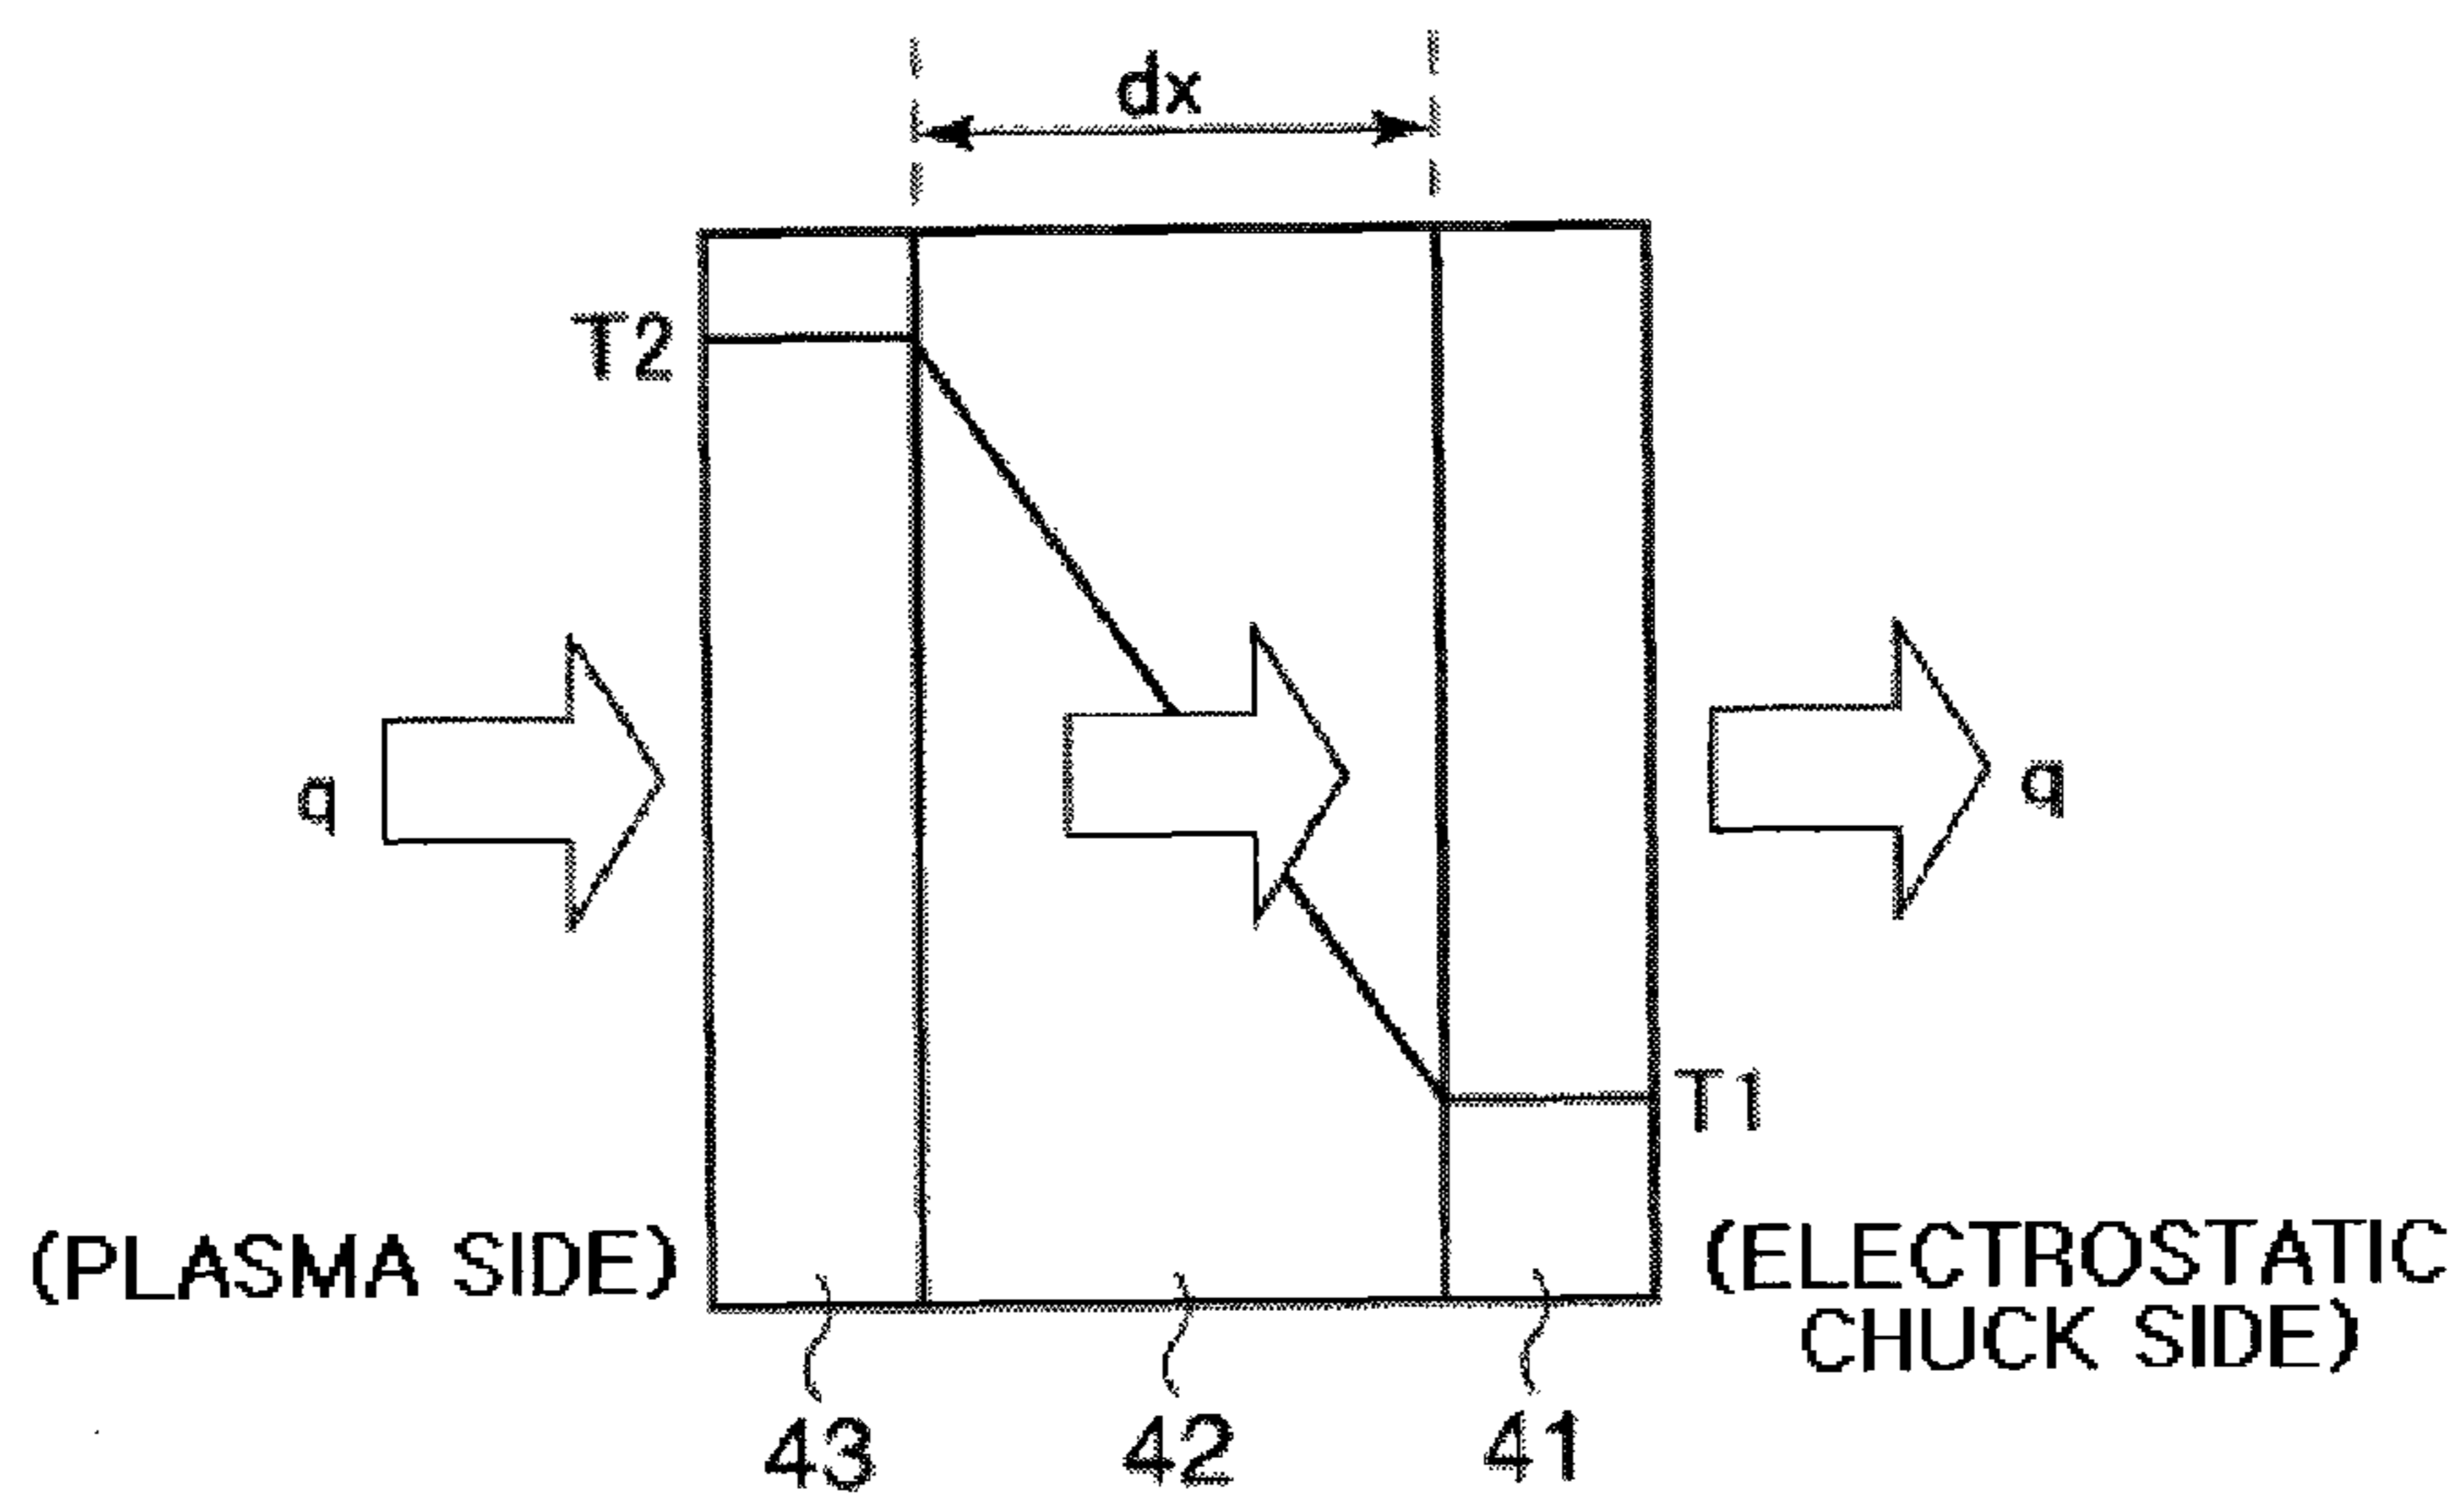 dx
T2
q
q
T1
(PLASMA SIDE)
(ELECTROSTATIC
CHUCK SIDE)
43
42
41